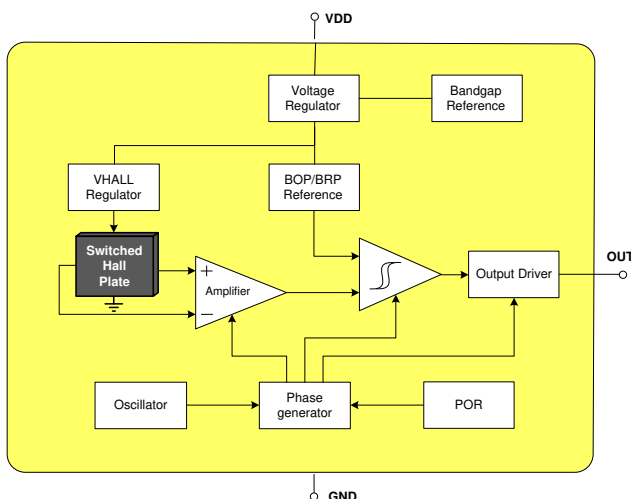 VDD
Voltage
Regulator
Bandgap
Reference
VHALL
Regulator
BOP/BRP
Reference
Switched
Hall
Plate
+
Amplifier
−
Output Driver
OUT
Oscillator
Phase
generator
POR
GND